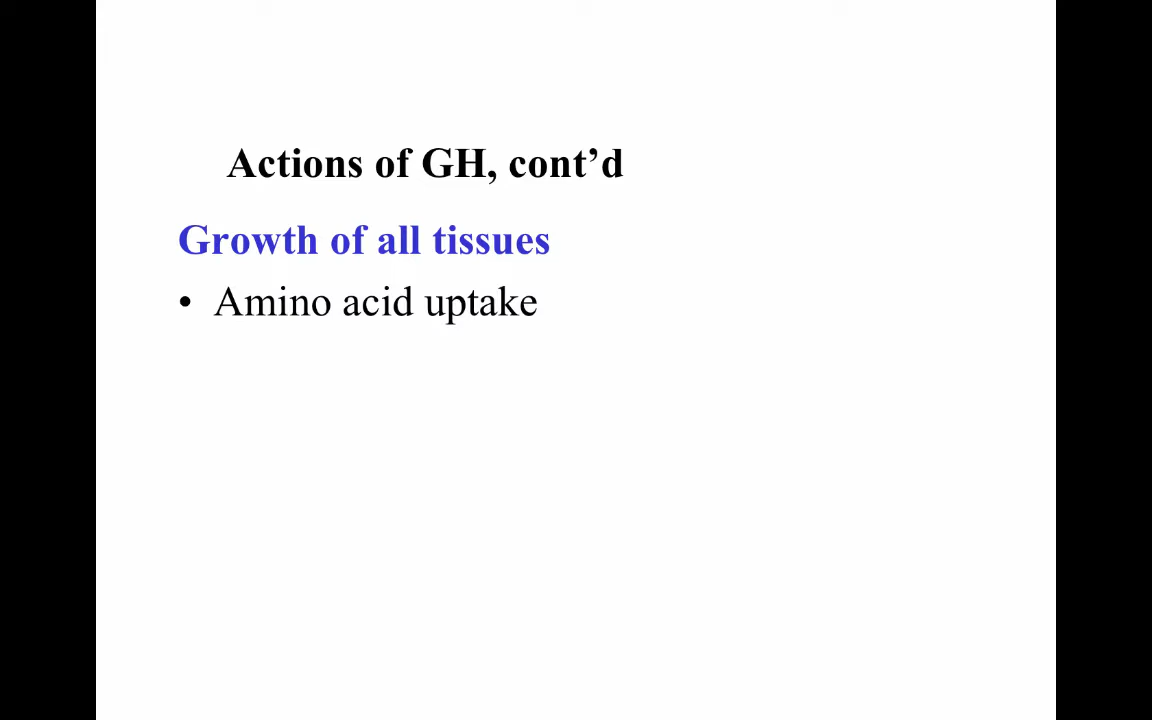 Actions of GH, cont’d
Growth of all tissues
• Amino acid uptake